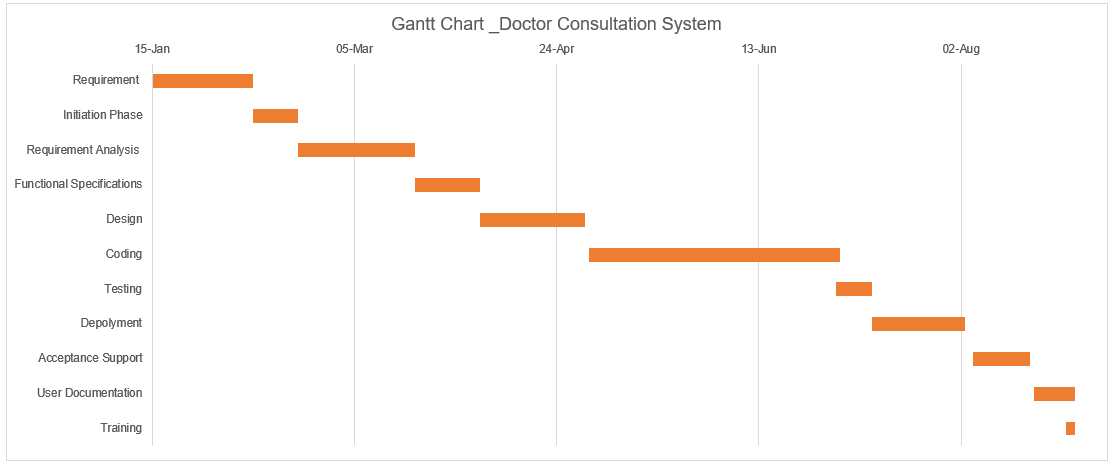 Gantt Chart _Doctor Consultation System
15-Jan 05-Mar 24-Apr 13-Jun 02-Aug
Requirement
Initiation Phase
Requirement Analysis
Functional Specifications
Design
Coding
Testing
Depolyment
Acceptance Support
User Documentation
Training